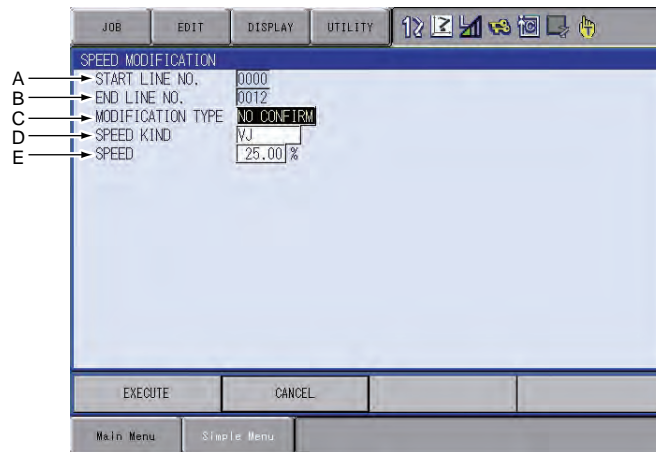 JOB EDIT DISPLAY UTILITY
SPEED MODIFICATION
A START LINE NO. 0000
B END LINE NO. 0012
C MODIFICATION TYPE NO CONFIRM
D SPEED KIND VJ
E SPEED 25.00 %
EXECUTE CANCEL
Main Menu Simple Menu